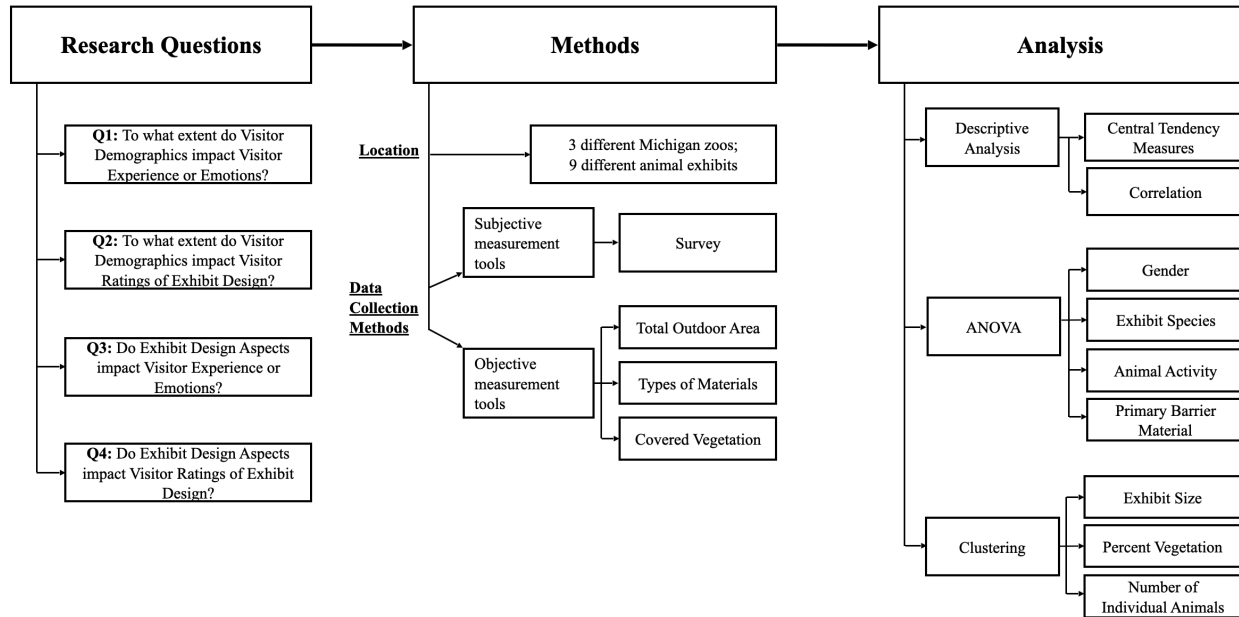 Research Questions
Q1: To what extent do Visitor
Demographics impact Visitor
Experience or Emotions?
Q2: To what extent do Visitor
Demographics impact Visitor
Ratings of Exhibit Design?
Q3: Do Exhibit Design Aspects
impact Visitor Experience or
Emotions?
Q4: Do Exhibit Design Aspects
impact Visitor Ratings of Exhibit
Design?
Methods
Location
3 different Michigan zoos;
9 different animal exhibits
Data
Collection
Methods
Subjective
measurement
tools
Survey
Objective
measurement
tools
Total Outdoor Area
Types of Materials
Covered Vegetation
Analysis
Descriptive
Analysis
Central Tendency
Measures
Correlation
ANOVA
Gender
Exhibit Species
Animal Activity
Primary Barrier
Material
Clustering
Exhibit Size
Percent Vegetation
Number of
Individual Animals